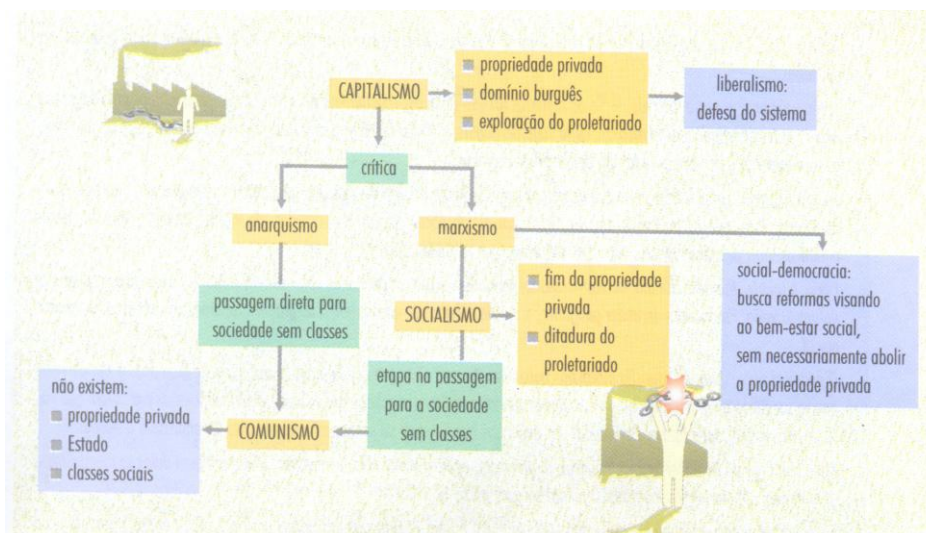 CAPITALISMO
propriedade privada
domínio burguês
exploração do proletariado
liberalismo:
defesa do sistema
crítica
anarquismo
marxismo
passagem direta para
sociedade sem classes
SOCIALISMO
fim da propriedade
privada
ditadura do
proletariado
social-democracia:
busca reformas visando
ao bem-estar social,
sem necessariamente abolir
a propriedade privada
etapa na passagem
para a sociedade
sem classes
COMUNISMO
não existem:
propriedade privada
Estado
classes sociais